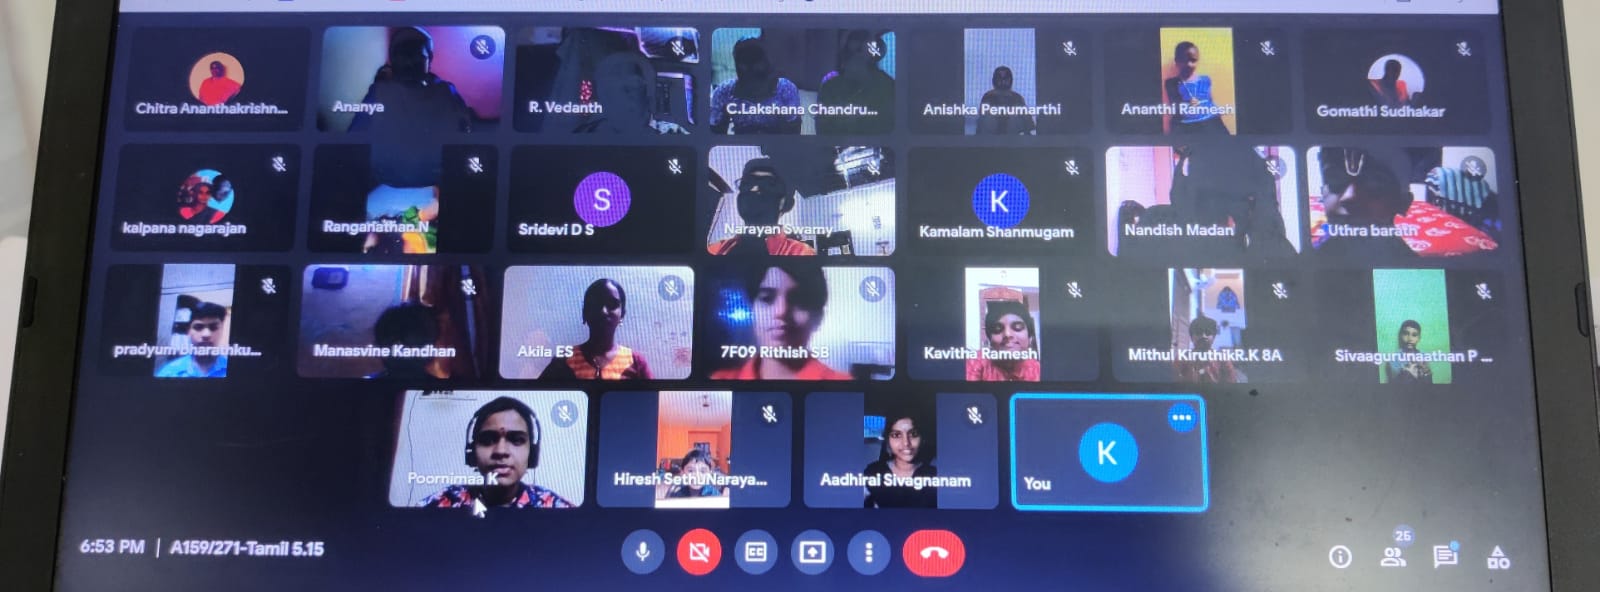 Chitra Ananthakrishn...
Ananya
R. Vedanth
C.Lakshana Chandru...
Anishka Penumarthi
Ananthi Ramesh
Gomathi Sudhakar
kalpana nagarajan
Ranganathan N
S
Sridevi D S
Narayan Swamy
K
Kamalam Shanmugam
Nandish Madan
Uthra barath
pradyum bharathku...
Manasvine Kandhan
Akila ES
7F09 Rithish SB
Kavitha Ramesh
Mithul KiruthikR.K 8A
Sivaagurunaathan P ...
Poornimaa K
Hiresh SethuNaraya...
Aadhirai Sivagnanam
K
You
6:53 PM | A159/271-Tamil 5.15
CC
26